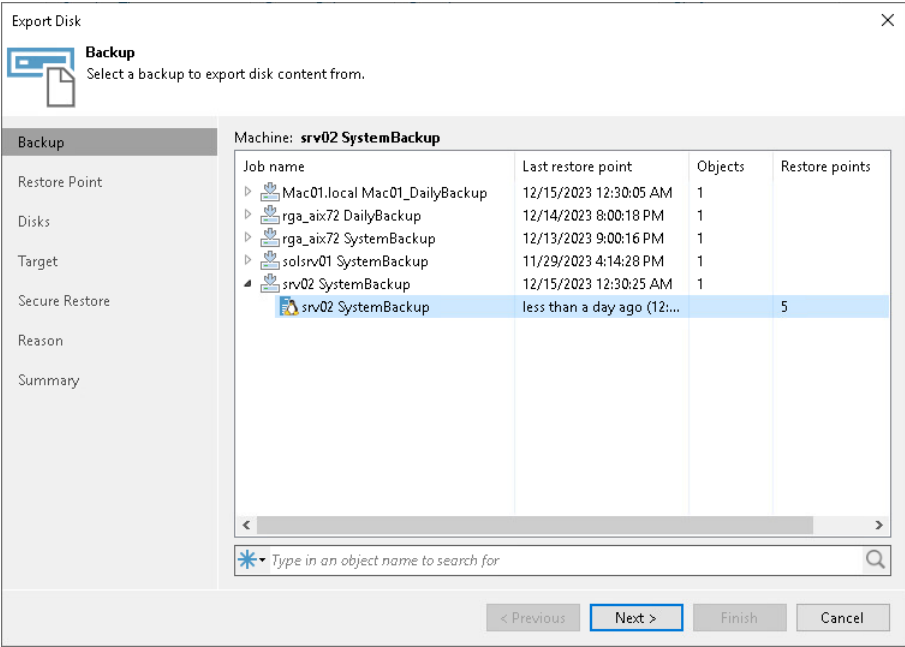 Export Disk
Backup
Select a backup to export disk content from.
Backup
Restore Point
Disks
Target
Secure Restore
Reason
Summary
Machine: srv02 SystemBackup
Job name Last restore point Objects Restore points
Mac01.local Mac01_DailyBackup 12/15/2023 12:30:05 AM 1
rga_aix72 DailyBackup 12/14/2023 8:00:18 PM 1
rga_aix72 SystemBackup 12/13/2023 9:00:16 PM 1
solsrv01 SystemBackup 11/29/2023 4:14:28 PM 1
srv02 SystemBackup 12/15/2023 12:30:25 AM 1
srv02 SystemBackup less than a day ago (12:... 5
Type in an object name to search for
< Previous Next > Finish Cancel